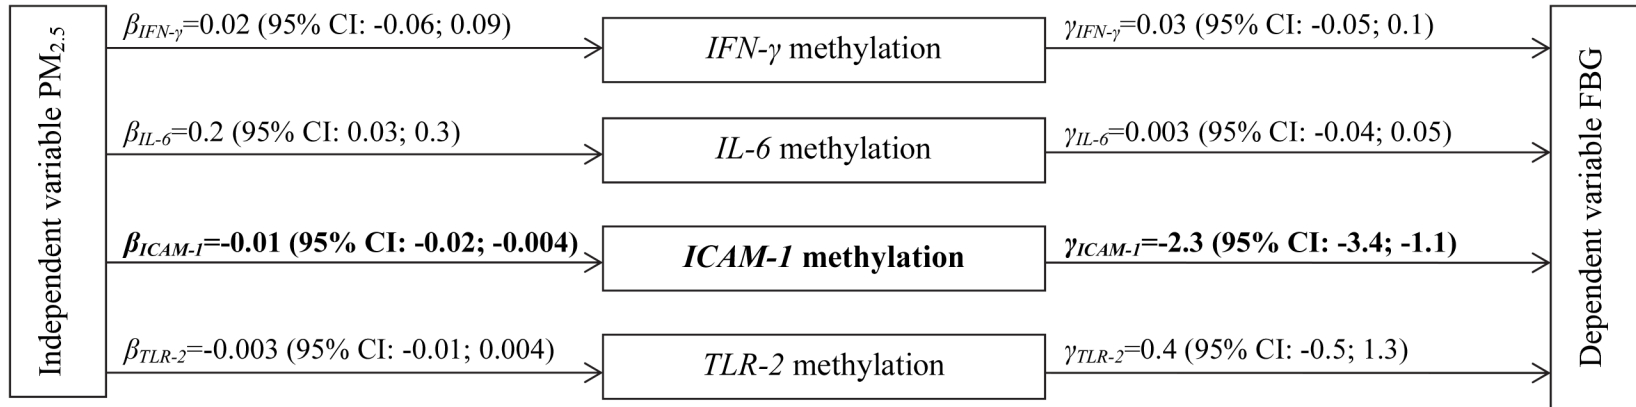 Independent variable PM2.5
βIFN-γ=0.02 (95% CI: -0.06; 0.09)
IFN-γ methylation
γIFN-γ=0.03 (95% CI: -0.05; 0.1)
βIL-6=0.2 (95% CI: 0.03; 0.3)
IL-6 methylation
γIL-6=0.003 (95% CI: -0.04; 0.05)
βICAM-1=-0.01 (95% CI: -0.02; -0.004)
ICAM-1 methylation
γICAM-1=-2.3 (95% CI: -3.4; -1.1)
βTLR-2=-0.003 (95% CI: -0.01; 0.004)
TLR-2 methylation
γTLR-2=0.4 (95% CI: -0.5; 1.3)
Dependent variable FBG